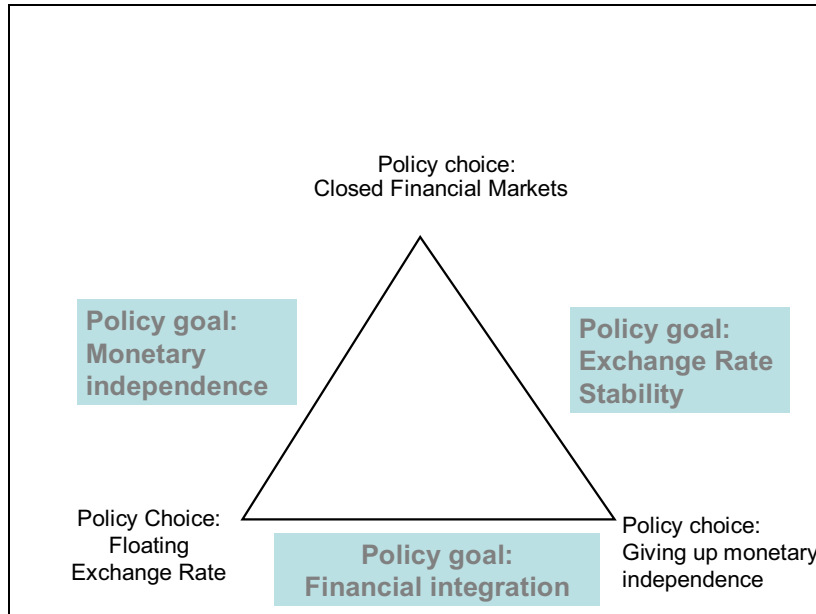 Policy choice:
Closed Financial Markets
Policy goal:
Monetary
independence
Policy goal:
Exchange Rate
Stability
Policy Choice:
Floating
Exchange Rate
Policy goal:
Financial integration
Policy choice:
Giving up monetary
independence